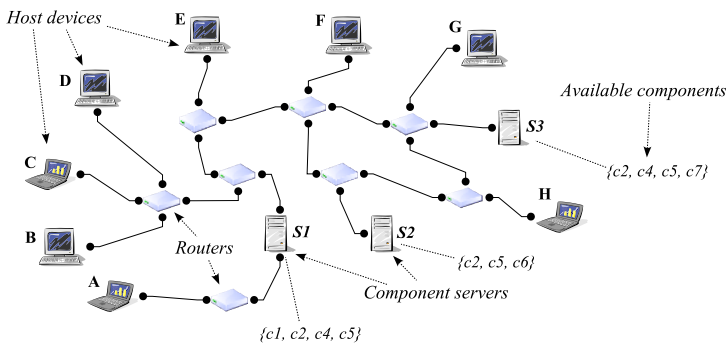 Host devices
E
F
G
D
Available components
C
S3
{c2, c4, c5, c7}
H
B
Routers
S1
S2
{c2, c5, c6}
A
Component servers
{c1, c2, c4, c5}